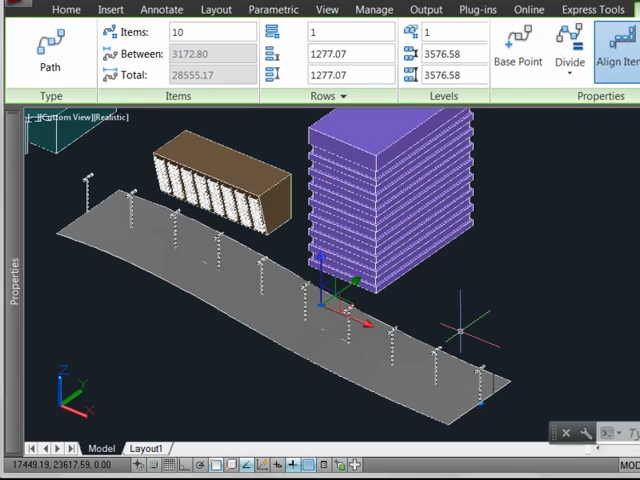 Home Insert Annotate Layout Parametric View Manage Output Plug-ins Online Express Tools
Items: 10 1 1
Between: 3172.80 1277.07 3576.58
Total: 28555.17 1277.07 3576.58
Path Base Point Divide Align Item
Type Items Rows Levels Properties
][Custom View][Realistic]
Properties
Z
Y
X
Model Layout1
17449.19, 23617.59, 0.00